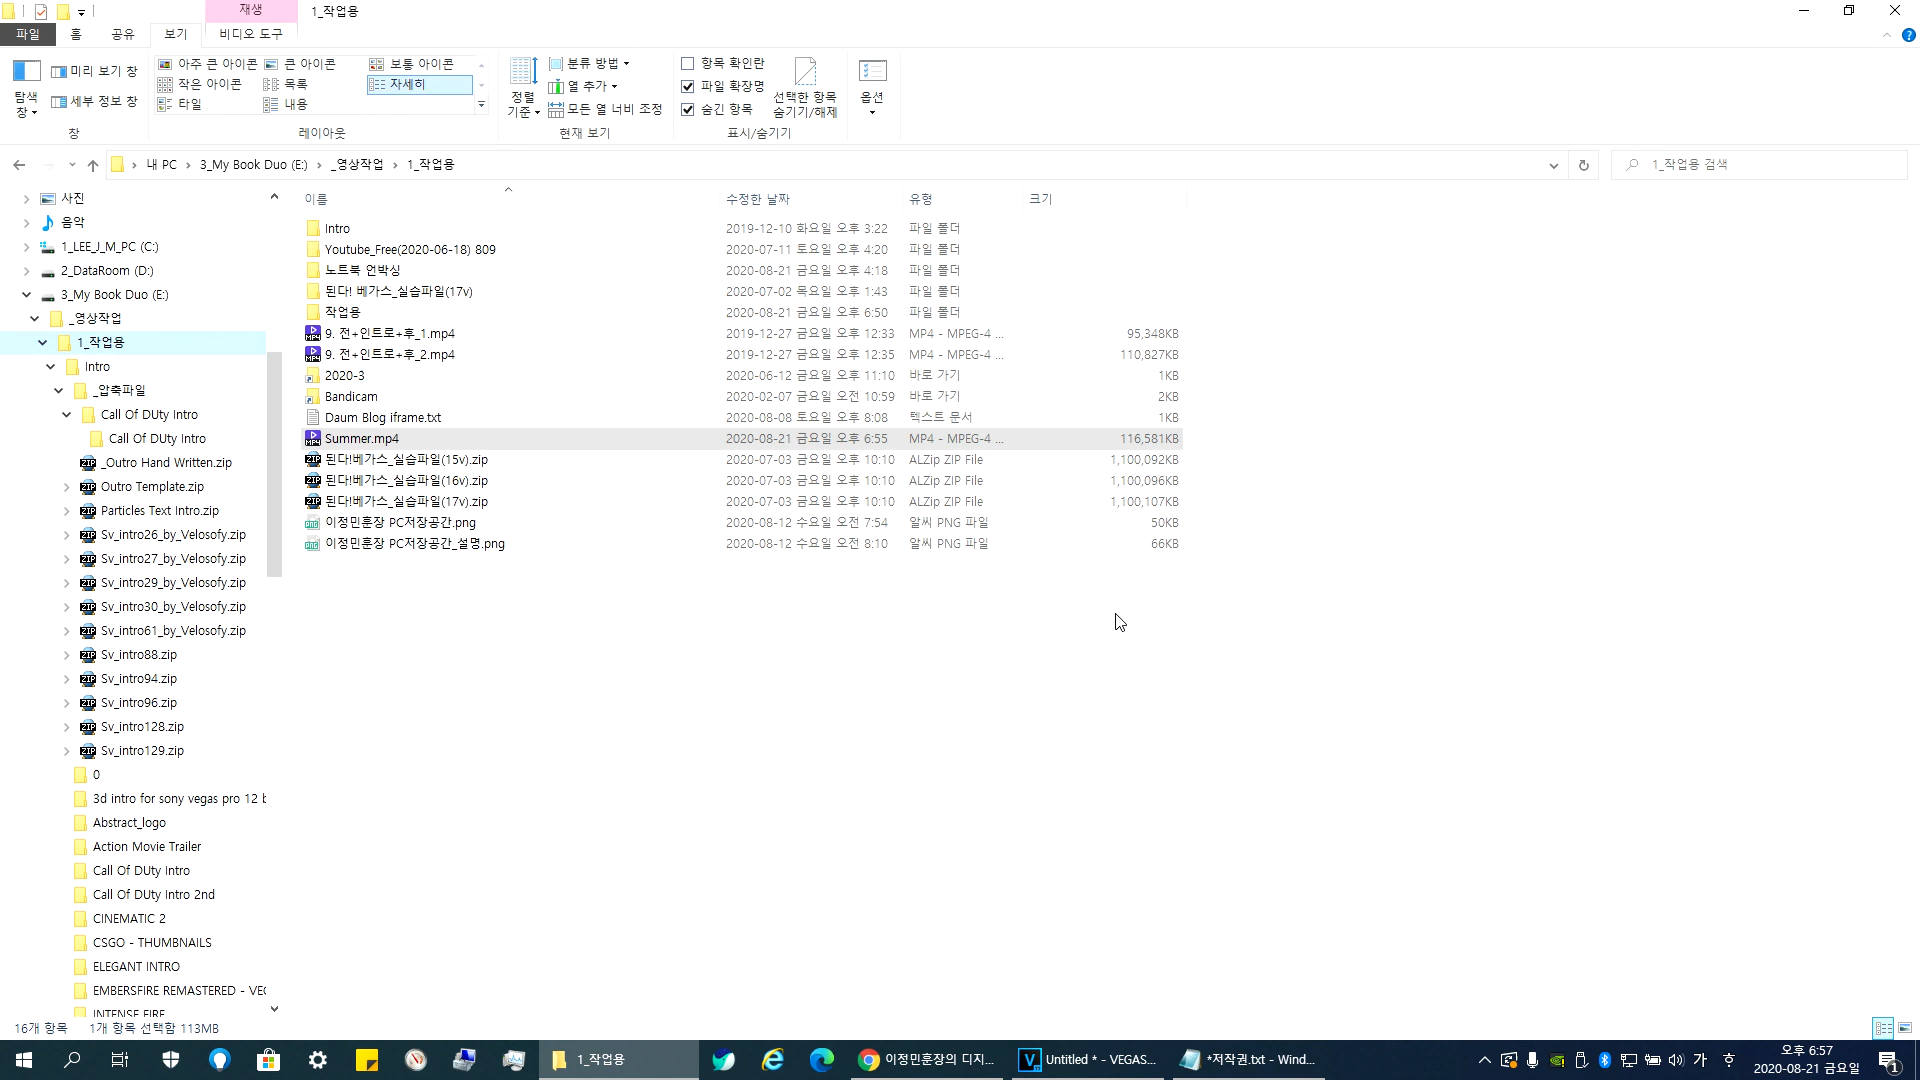 재생
1_작업용
파일
홈
공유
보기
비디오 도구
탐색
창
미리 보기 창
세부 정보 창
창
아주 큰 아이콘
큰 아이콘
보통 아이콘
작은 아이콘
목록
자세히
타일
내용
레이아웃
정렬
기준
분류 방법
열 추가
모든 열 너비 조정
현재 보기
항목 확인란
파일 확장명
숨긴 항목
선택한 항목
숨기기/해제
표시/숨기기
옵션
내 PC
3_My Book Duo (E:)
_영상작업
1_작업용
1_작업용 검색
사진
음악
1_LEE_J_M_PC (C:)
2_DataRoom (D:)
3_My Book Duo (E:)
_영상작업
1_작업용
Intro
_압축파일
Call Of DUty Intro
Call Of DUty Intro
_Outro Hand Written.zip
Outro Template.zip
Particles Text Intro.zip
Sv_intro26_by_Velosofy.zip
Sv_intro27_by_Velosofy.zip
Sv_intro29_by_Velosofy.zip
Sv_intro30_by_Velosofy.zip
Sv_intro61_by_Velosofy.zip
Sv_intro88.zip
Sv_intro94.zip
Sv_intro96.zip
Sv_intro128.zip
Sv_intro129.zip
0
3d intro for sony vegas pro 12 b
Abstract_logo
Action Movie Trailer
Call Of DUty Intro
Call Of DUty Intro 2nd
CINEMATIC 2
CSGO - THUMBNAILS
ELEGANT INTRO
EMBERSFIRE REMASTERED - VEG
INTENSE FIRE
이름 수정한 날짜 유형 크기
Intro 2019-12-10 화요일 오후 3:22 파일 폴더
Youtube_Free(2020-06-18) 809 2020-07-11 토요일 오후 4:20 파일 폴더
노트북 언박싱 2020-08-21 금요일 오후 4:18 파일 폴더
된다! 베가스_실습파일(17v) 2020-07-02 목요일 오후 1:43 파일 폴더
작업용 2020-08-21 금요일 오후 6:50 파일 폴더
9. 전+인트로+후_1.mp4 2019-12-27 금요일 오후 12:33 MP4 - MPEG-4 ... 95,348KB
9. 전+인트로+후_2.mp4 2019-12-27 금요일 오후 12:35 MP4 - MPEG-4 ... 110,827KB
2020-3 2020-06-12 금요일 오후 11:10 바로 가기 1KB
Bandicam 2020-02-07 금요일 오전 10:59 바로 가기 2KB
Daum Blog iframe.txt 2020-08-08 토요일 오후 8:08 텍스트 문서 1KB
Summer.mp4 2020-08-21 금요일 오후 6:55 MP4 - MPEG-4 ... 116,581KB
된다!베가스_실습파일(15v).zip 2020-07-03 금요일 오후 10:10 ALZip ZIP File 1,100,092KB
된다!베가스_실습파일(16v).zip 2020-07-03 금요일 오후 10:10 ALZip ZIP File 1,100,096KB
된다!베가스_실습파일(17v).zip 2020-07-03 금요일 오후 10:10 ALZip ZIP File 1,100,107KB
이정민훈장 PC저장공간.png 2020-08-12 수요일 오전 7:54 알씨 PNG 파일 50KB
이정민훈장 PC저장공간_설명.png 2020-08-12 수요일 오전 8:10 알씨 PNG 파일 66KB
16개 항목
1개 항목 선택함 113MB
1_작업용
이정민훈장의 디지...
Untitled * - VEGAS...
*저작권.txt - Wind...
가
오후 6:57
2020-08-21 금요일
1